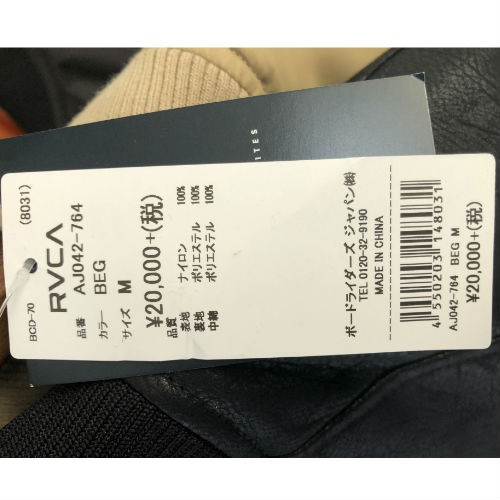 (8031)
BCD-70
RVCA
品番 AJ042-764
カラー BEG
サイズ M
¥20,000+(税)
品質
表地 ナイロン 100%
裏地 ポリエステル 100%
中綿 ポリエステル 100%
ボードライダーズ ジャパン㈱
TEL 0120-32-9190
MADE IN CHINA
4 550203 148031
AJ042-764 BEG M
¥20,000+(税)